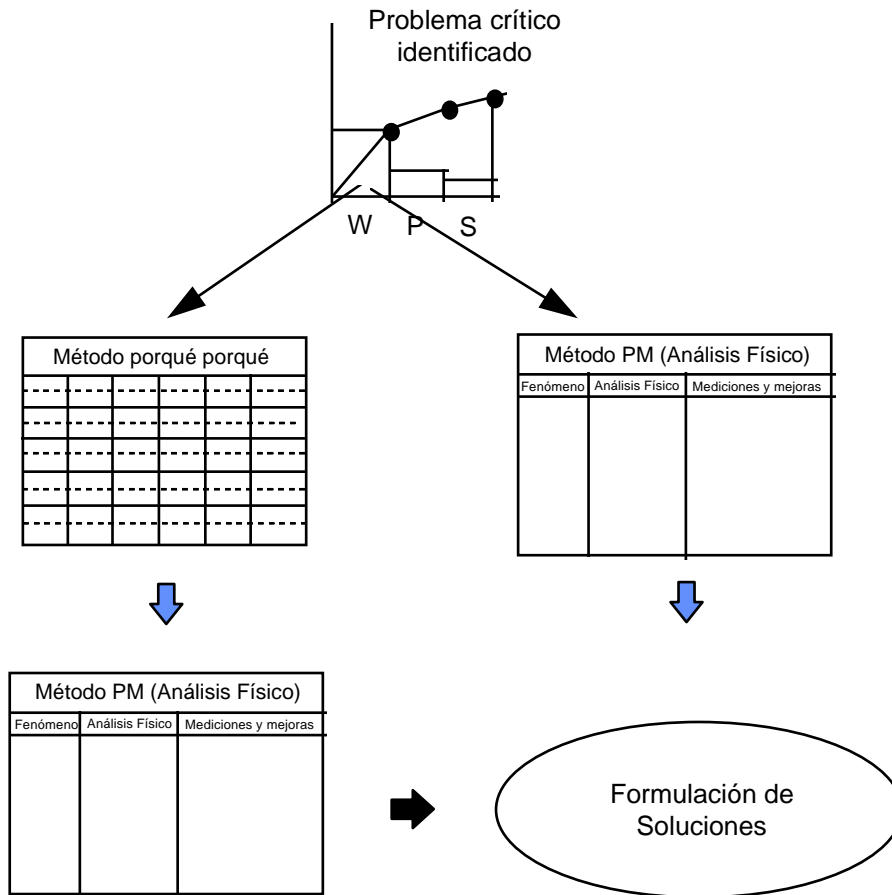 Problema crítico
identificado
W P S
Método porqué porqué
Método PM (Análisis Físico)
Fenómeno Análisis Físico Mediciones y mejoras
Método PM (Análisis Físico)
Fenómeno Análisis Físico Mediciones y mejoras
Formulación de
Soluciones